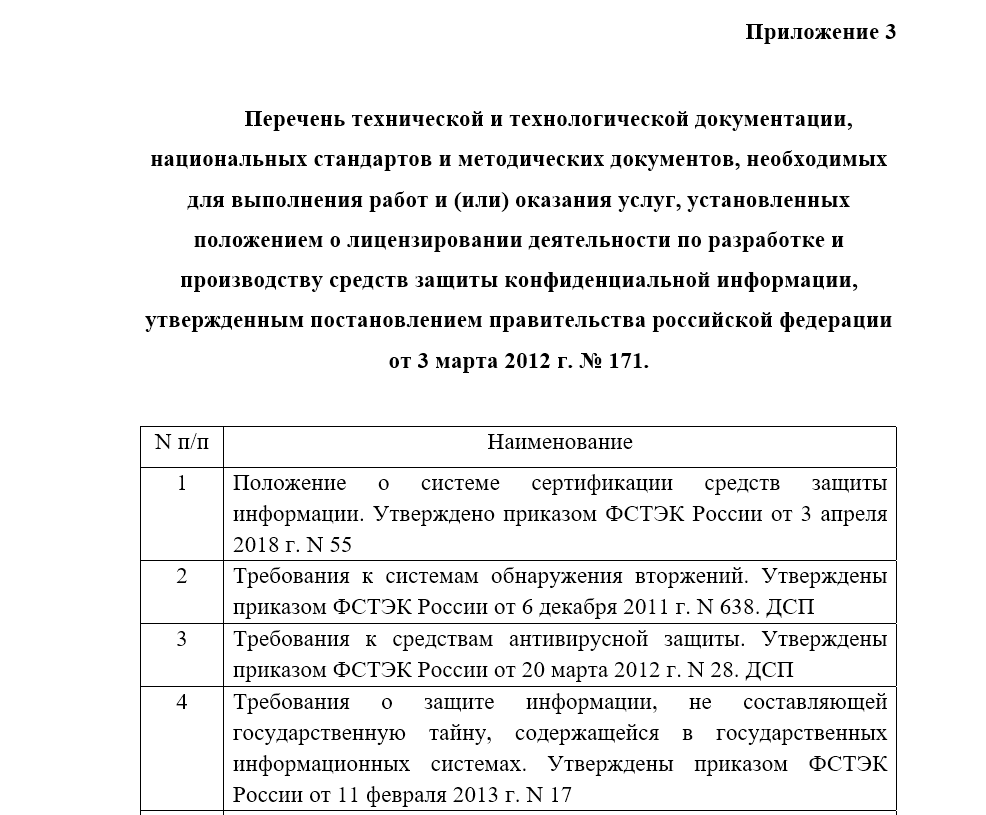 Приложение 3
Перечень технической и технологической документации,
национальных стандартов и методических документов, необходимых
для выполнения работ и (или) оказания услуг, установленных
положением о лицензировании деятельности по разработке и
производству средств защиты конфиденциальной информации,
утвержденным постановлением правительства российской федерации
от 3 марта 2012 г. № 171.
N п/п Наименование
1 Положение о системе сертификации средств защиты
информации. Утверждено приказом ФСТЭК России от 3 апреля
2018 г. N 55
2 Требования к системам обнаружения вторжений. Утверждены
приказом ФСТЭК России от 6 декабря 2011 г. N 638. ДСП
3 Требования к средствам антивирусной защиты. Утверждены
приказом ФСТЭК России от 20 марта 2012 г. N 28. ДСП
4 Требования о защите информации, не составляющей
государственную тайну, содержащейся в государственных
информационных системах. Утверждены приказом ФСТЭК
России от 11 февраля 2013 г. N 17